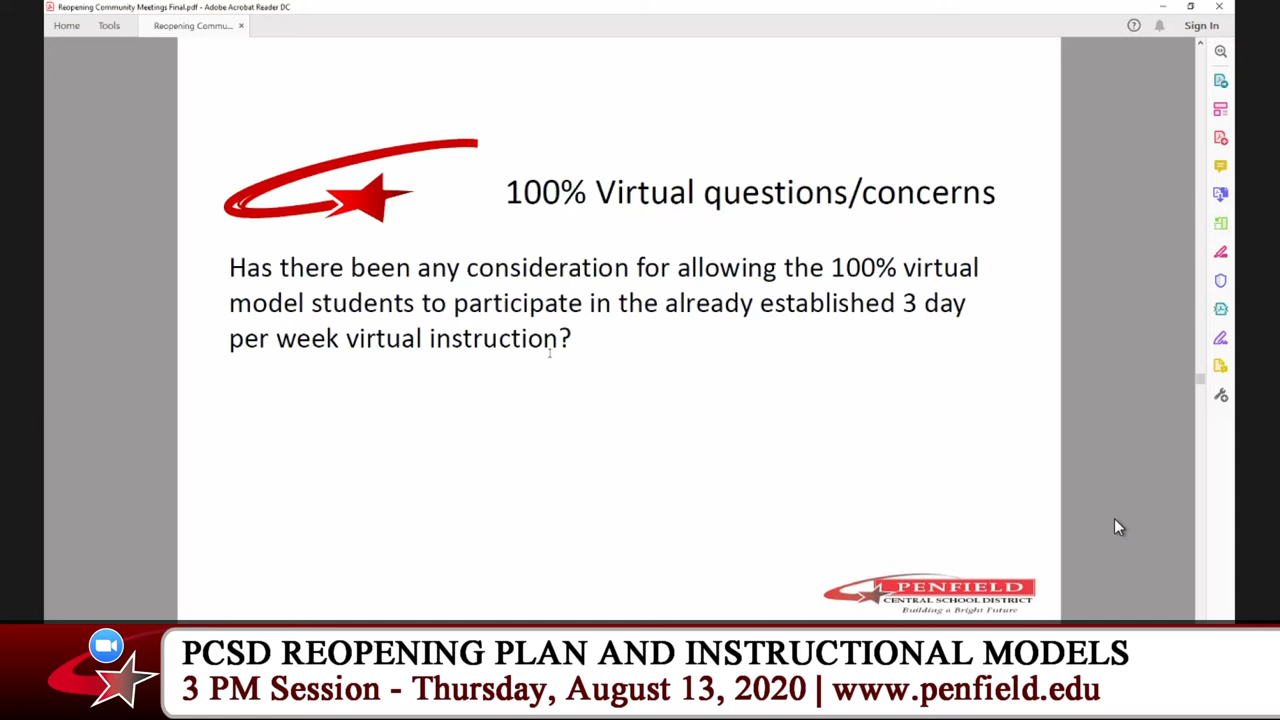 Reopening Community Meetings Final.pdf - Adobe Acrobat Reader DC
Home Tools Reopening Commu... × Sign In
100% Virtual questions/concerns
Has there been any consideration for allowing the 100% virtual
model students to participate in the already established 3 day
per week virtual instruction?
PENFIELD
CENTRAL SCHOOL DISTRICT
Building a Bright Future
PCSD REOPENING PLAN AND INSTRUCTIONAL MODELS
3 PM Session - Thursday, August 13, 2020 | www.penfield.edu